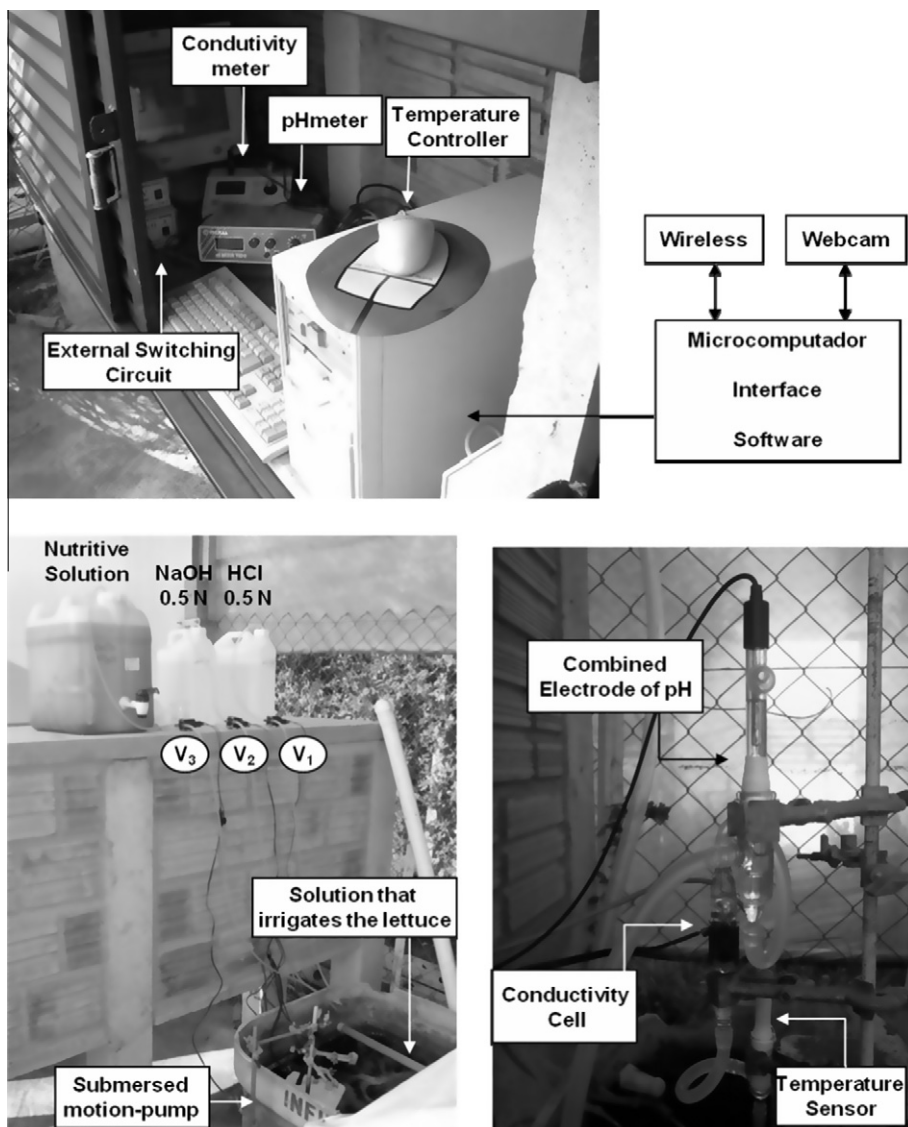 Condutivity
meter
pHmeter
Temperature
Controller
External Switching
Circuit
Wireless
Webcam
Microcomputador
Interface
Software
Nutritive
Solution
NaOH
0.5 N
HCl
0.5 N
V₃
V₂
V₁
Solution that
irrigates the lettuce
Submersed
motion-pump
Combined
Electrode of pH
Conductivity
Cell
Temperature
Sensor